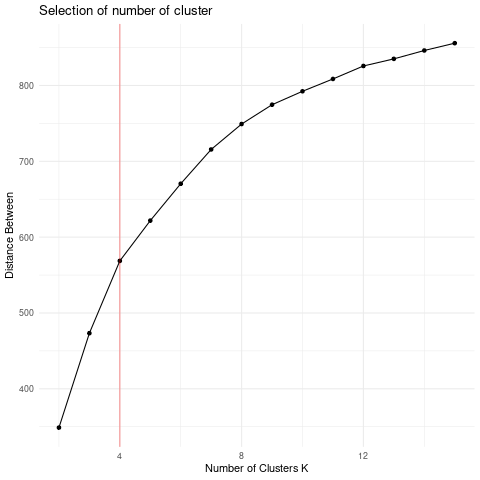 Selection of number of cluster
800
700
600
500
400
Distance Between
4
8
12
Number of Clusters K